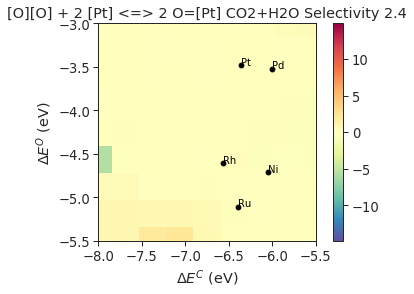 [O][O] + 2 [Pt] <=> 2 O=[Pt] CO2+H2O Selectivity 2.4
−3.0
−3.5
−4.0
−4.5
−5.0
−5.5
ΔE^O (eV)
Pt
Pd
Rh
Ni
Ru
−8.0 −7.5 −7.0 −6.5 −6.0 −5.5
ΔE^C (eV)
15
10
5
0
−5
−10